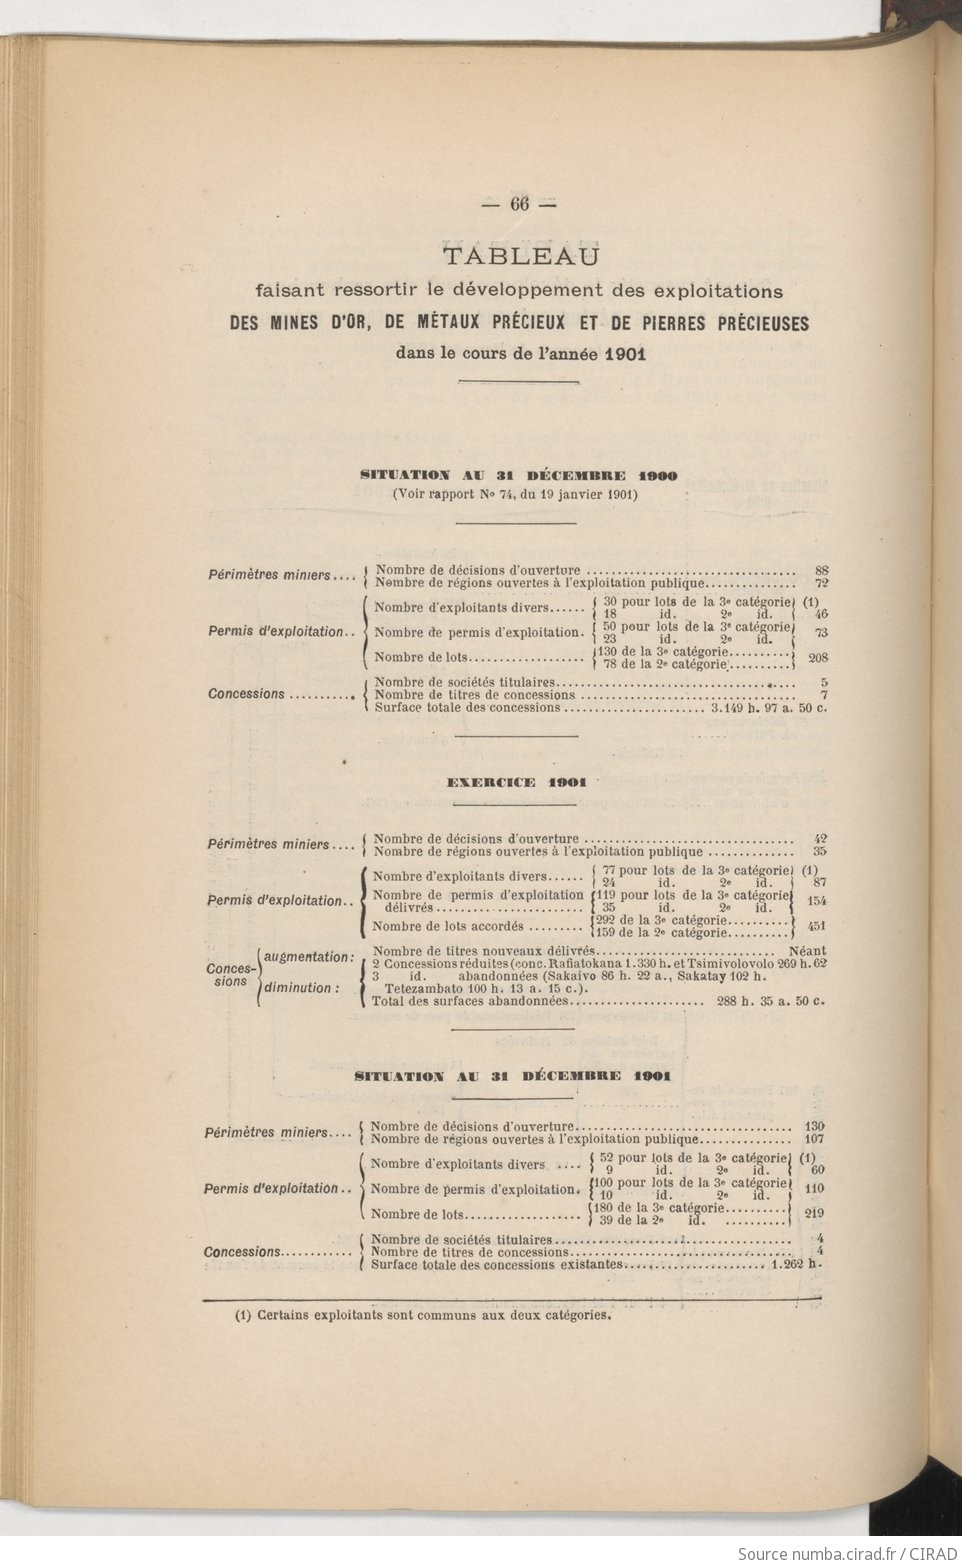 — 66 —
TABLEAU
faisant ressortir le développement des exploitations
DES MINES D'OR, DE MÉTAUX PRÉCIEUX ET DE PIERRES PRÉCIEUSES
dans le cours de l'année 1901
SITUATION AU 31 DÉCEMBRE 1900
(Voir rapport No 74, du 19 janvier 1901)
Périmètres miniers.... { Nombre de décisions d'ouverture ............................... 88
Nombre de régions ouvertes à l'exploitation publique............... 72
Permis d'exploitation.. { Nombre d'exploitants divers...... { 30 pour lots de la 3e catégorie } (1)
18 id. 2e id. 46
Nombre de permis d'exploitation. { 50 pour lots de la 3e catégorie }
23 id. 2e id. 73
Nombre de lots................... { 130 de la 3e catégorie.......... }
78 de la 2e catégorie.......... 208
Concessions ........... { Nombre de sociétés titulaires................................... 5
Nombre de titres de concessions ................................ 7
Surface totale des concessions ....................... 3.149 h. 97 a. 50 c.
EXERCICE 1901
Périmètres miniers.... { Nombre de décisions d'ouverture ............................... 42
Nombre de régions ouvertes à l'exploitation publique .............. 35
Permis d'exploitation.. { Nombre d'exploitants divers...... { 77 pour lots de la 3e catégorie } (1)
24 id. 2e id. 87
Nombre de permis d'exploitation { 119 pour lots de la 3e catégorie }
délivrés........................ 35 id. 2e id. 154
Nombre de lots accordés ......... { 292 de la 3e catégorie.......... }
159 de la 2e catégorie.......... 451
Concessions { augmentation : Nombre de titres nouveaux délivrés............................. Néant
diminution : { 2 Concessions réduites (conc. Rafiatokana 1.330 h. et Tsimivolovolo 269 h. 62
3 id. abandonnées (Sakaivo 86 h. 22 a., Sakatay 102 h.
Tetezambato 100 h. 13 a. 15 c.).
Total des surfaces abandonnées...................... 288 h. 35 a. 50 c.
SITUATION AU 31 DÉCEMBRE 1901
Périmètres miniers.... { Nombre de décisions d'ouverture................................ 130
Nombre de régions ouvertes à l'exploitation publique............... 107
Permis d'exploitation .. { Nombre d'exploitants divers .... { 52 pour lots de la 3e catégorie } (1)
9 id. 2e id. 60
Nombre de permis d'exploitation. { 100 pour lots de la 3e catégorie }
10 id. 2e id. 110
Nombre de lots................... { 180 de la 3e catégorie.......... }
39 de la 2e id. .......... 219
Concessions............ { Nombre de sociétés titulaires................................... 4
Nombre de titres de concessions................................ 4
Surface totale des concessions existantes....................... 1.262 h.
(1) Certains exploitants sont communs aux deux catégories.
Source numba.cirad.fr / CIRAD